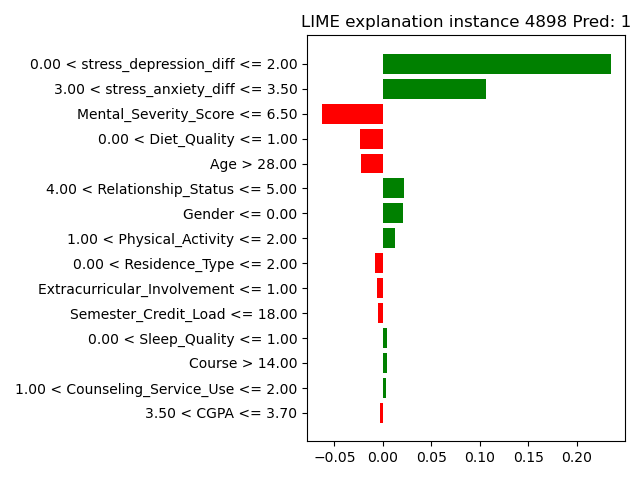 LIME explanation instance 4898 Pred: 1
0.00 < stress_depression_diff <= 2.00
3.00 < stress_anxiety_diff <= 3.50
Mental_Severity_Score <= 6.50
0.00 < Diet_Quality <= 1.00
Age > 28.00
4.00 < Relationship_Status <= 5.00
Gender <= 0.00
1.00 < Physical_Activity <= 2.00
0.00 < Residence_Type <= 2.00
Extracurricular_Involvement <= 1.00
Semester_Credit_Load <= 18.00
0.00 < Sleep_Quality <= 1.00
Course > 14.00
1.00 < Counseling_Service_Use <= 2.00
3.50 < CGPA <= 3.70
−0.05 0.00 0.05 0.10 0.15 0.20